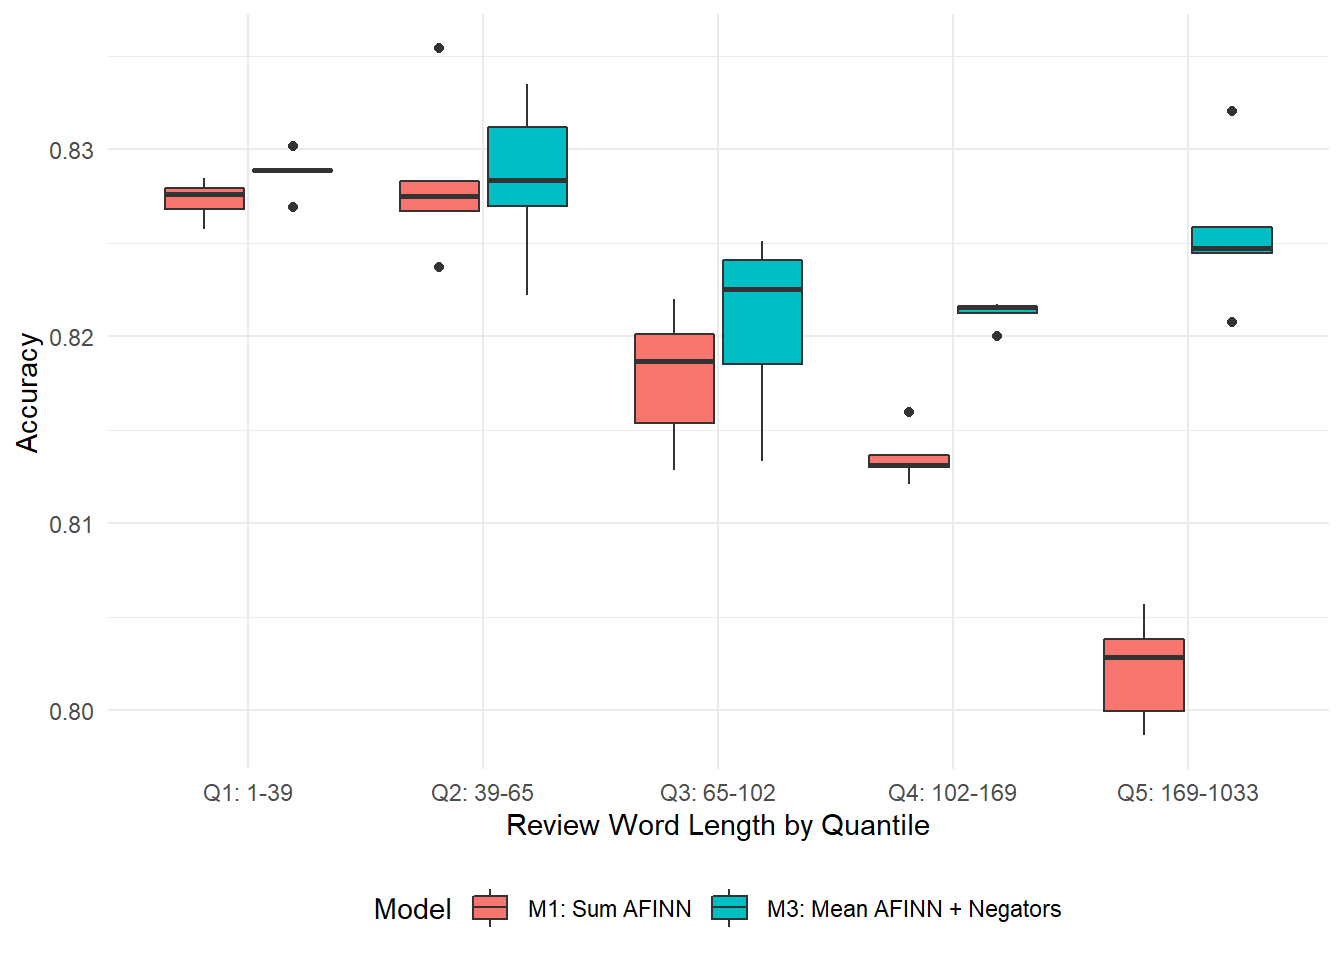 Accuracy
0.83
0.82
0.81
0.80
Q1: 1-39
Q2: 39-65
Q3: 65-102
Q4: 102-169
Q5: 169-1033
Review Word Length by Quantile
Model
M1: Sum AFINN
M3: Mean AFINN + Negators